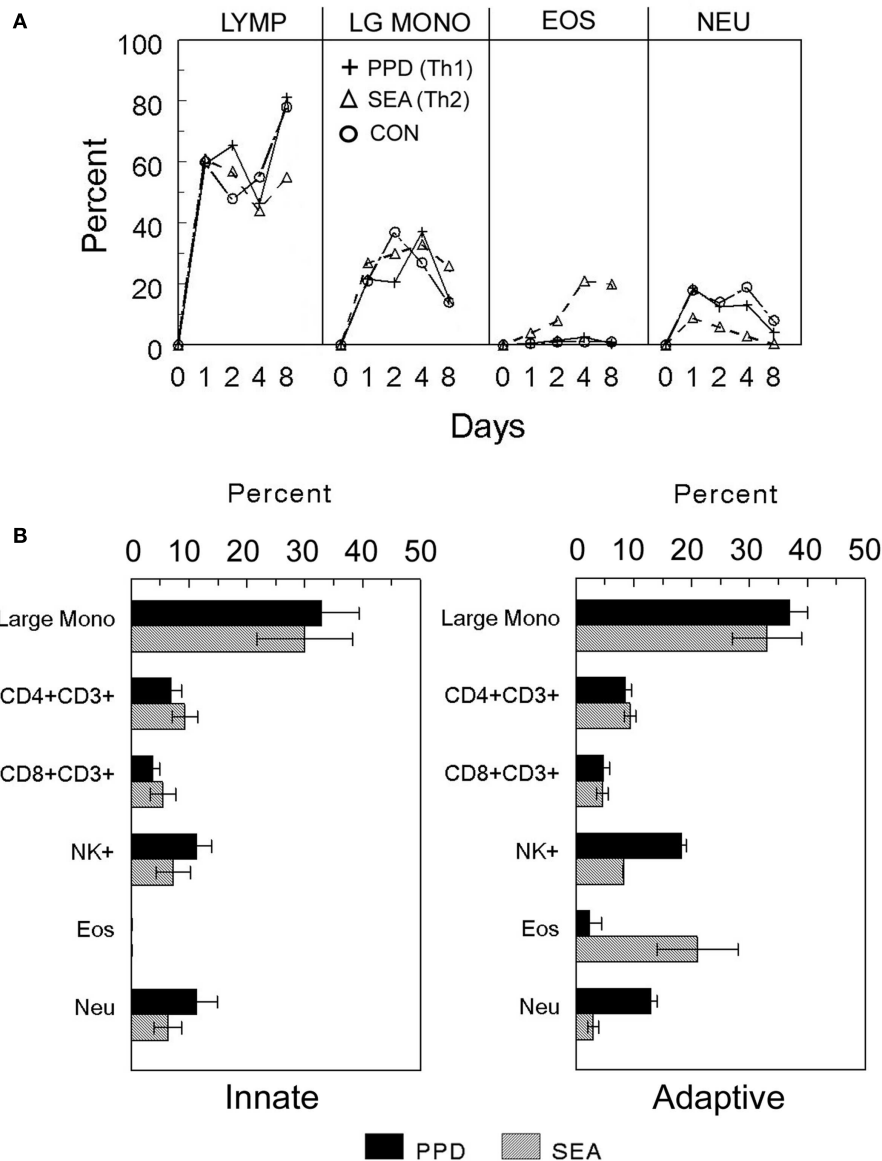 A
LYMP LG MONO EOS NEU
PPD (Th1)
SEA (Th2)
CON
Percent
100
80
60
40
20
0
0 1 2 4 8 0 1 2 4 8 0 1 2 4 8 0 1 2 4 8
Days
B
Percent
0 10 20 30 40 50
Large Mono
CD4+CD3+
CD8+CD3+
NK+
Eos
Neu
Innate
Percent
0 10 20 30 40 50
Large Mono
CD4+CD3+
CD8+CD3+
NK+
Eos
Neu
Adaptive
PPD SEA